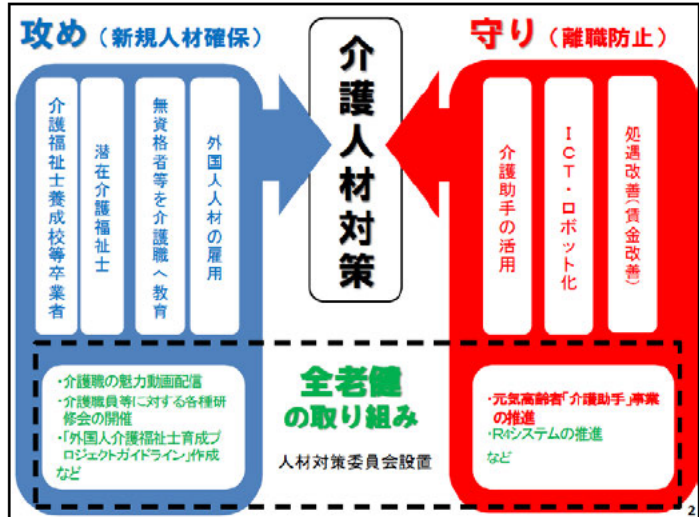 攻め（新規人材確保）
介護福祉士養成校等卒業者
潜在介護福祉士
無資格者等を介護職へ教育
外国人人材の雇用
介護人材対策
守り（離職防止）
介護助手の活用
ICT・ロボット化
処遇改善（賃金改善）
・介護職の魅力動画配信
・介護職員等に対する各種研
修会の開催
・「外国人介護福祉士育成プ
ロジェクトガイドライン」作成
など
全老健
の取り組み
人材対策委員会設置
・元気高齢者「介護助手」事業
の推進
・R4システムの推進
など
2